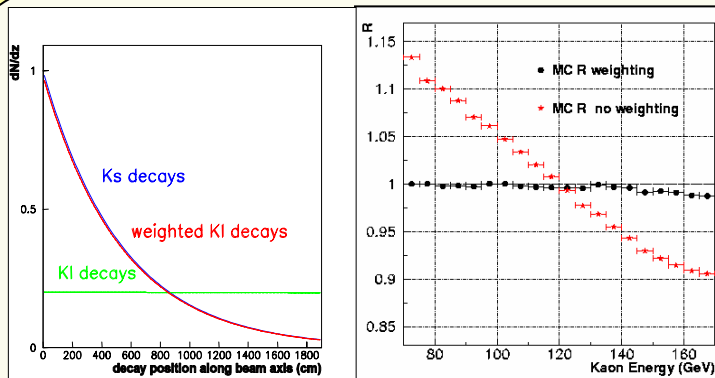 dN/dz
1
0.5
0
Ks decays
weighted Kl decays
Kl decays
0 200 400 600 800 1000 1200 1400 1600 1800
decay position along beam axis (cm)
R
1.15
1.1
1.05
1
0.95
0.9
0.85
MC R weighting
MC R no weighting
80 100 120 140 160
Kaon Energy (GeV)